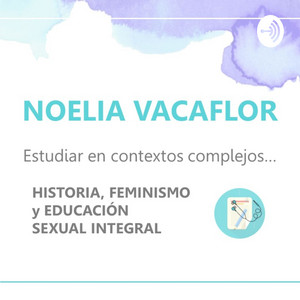 NOELIA VACAFLOR
Estudiar en contextos complejos...
HISTORIA, FEMINISMO
y EDUCACIÓN
SEXUAL INTEGRAL